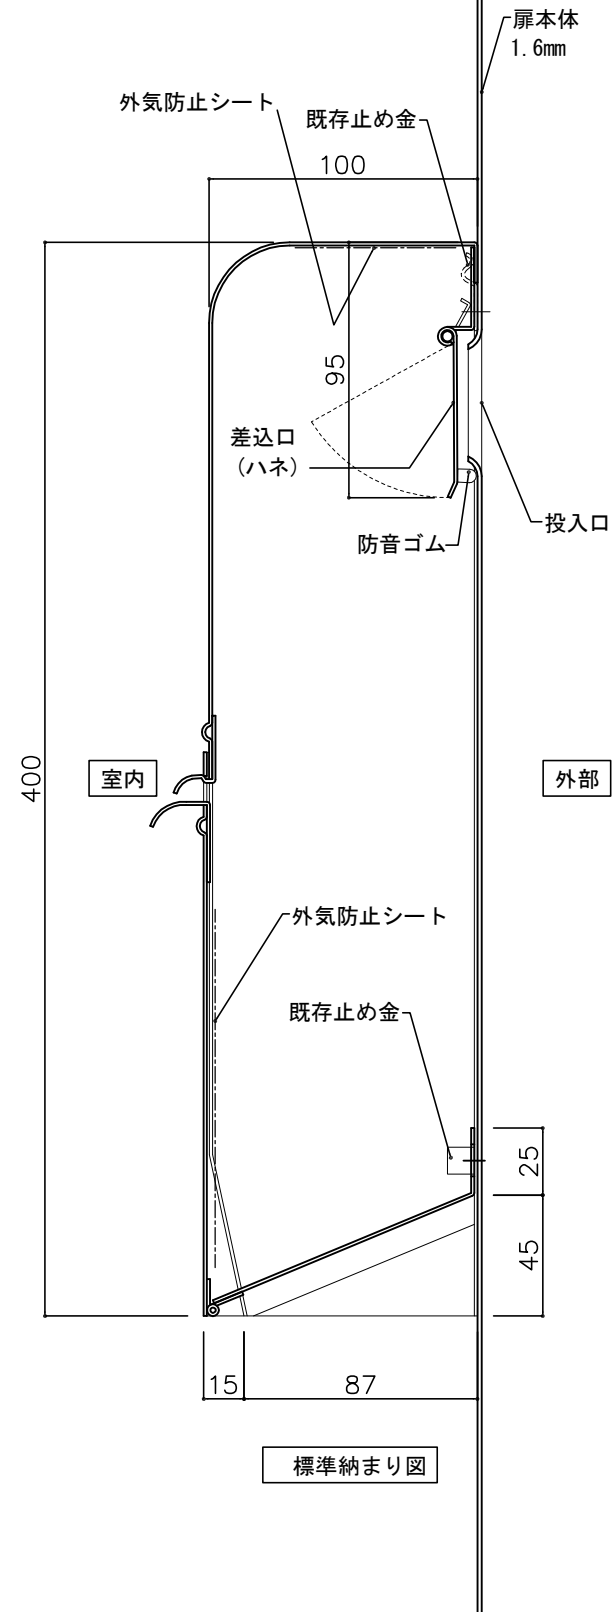 扉本体
1.6mm
外気防止シート
既存止め金
100
95
差込口
(ハネ)
投入口
防音ゴム
400
室内
外部
外気防止シート
既存止め金
25
45
15
87
標準納まり図